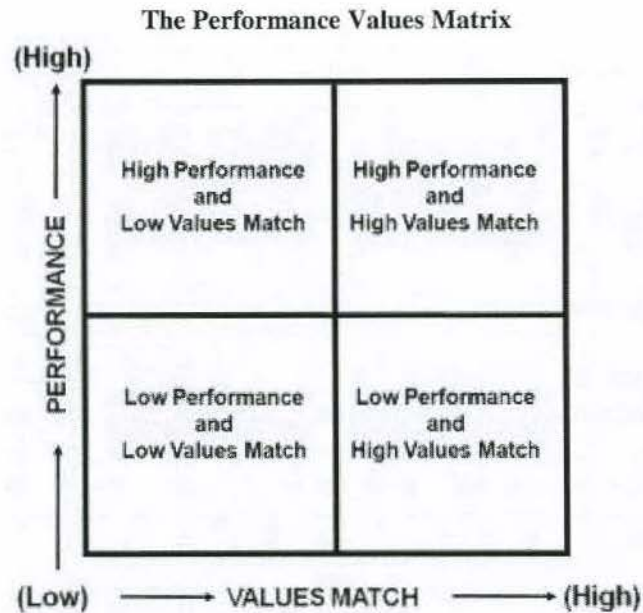 The Performance Values Matrix
(High)
High Performance
and
Low Values Match
High Performance
and
High Values Match
PERFORMANCE
Low Performance
and
Low Values Match
Low Performance
and
High Values Match
(Low)
VALUES MATCH
(High)